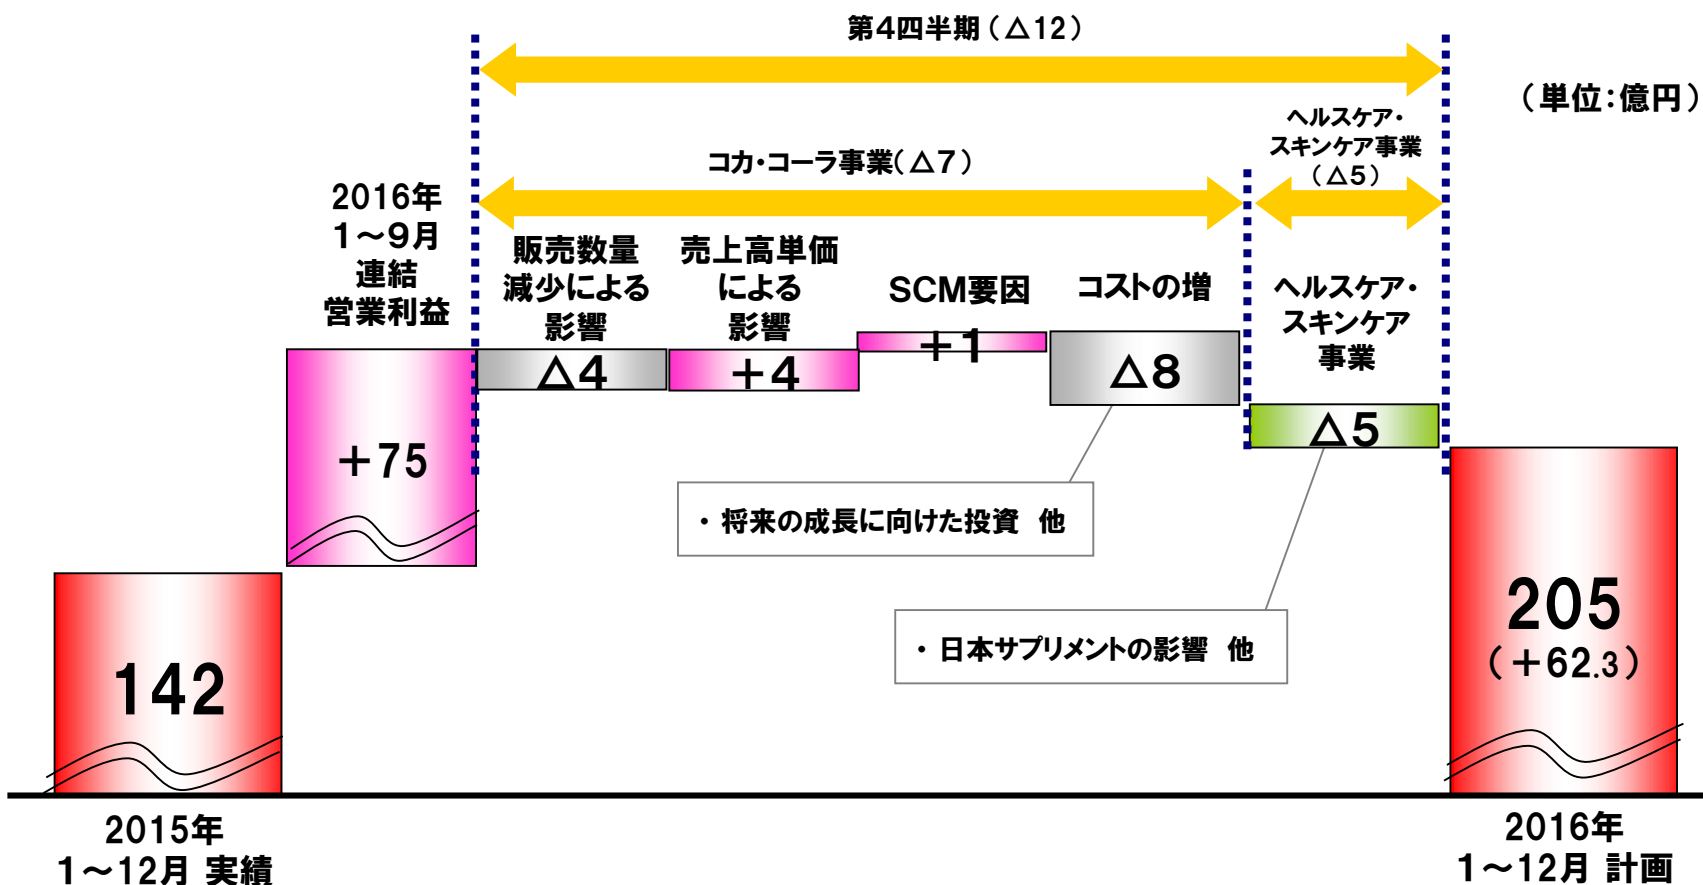 第4四半期(△12)
(単位:億円)
コカ・コーラ事業(△7)
ヘルスケア・
スキンケア事業
(△5)
2016年
1～9月
連結
営業利益
販売数量
減少による
影響
売上高単価
による
影響
SCM要因
コストの増
ヘルスケア・
スキンケア
事業
+75
△4
+4
+1
△8
△5
・ 将来の成長に向けた投資 他
・ 日本サプリメントの影響 他
142
205
(+62.3)
2015年
1～12月 実績
2016年
1～12月 計画